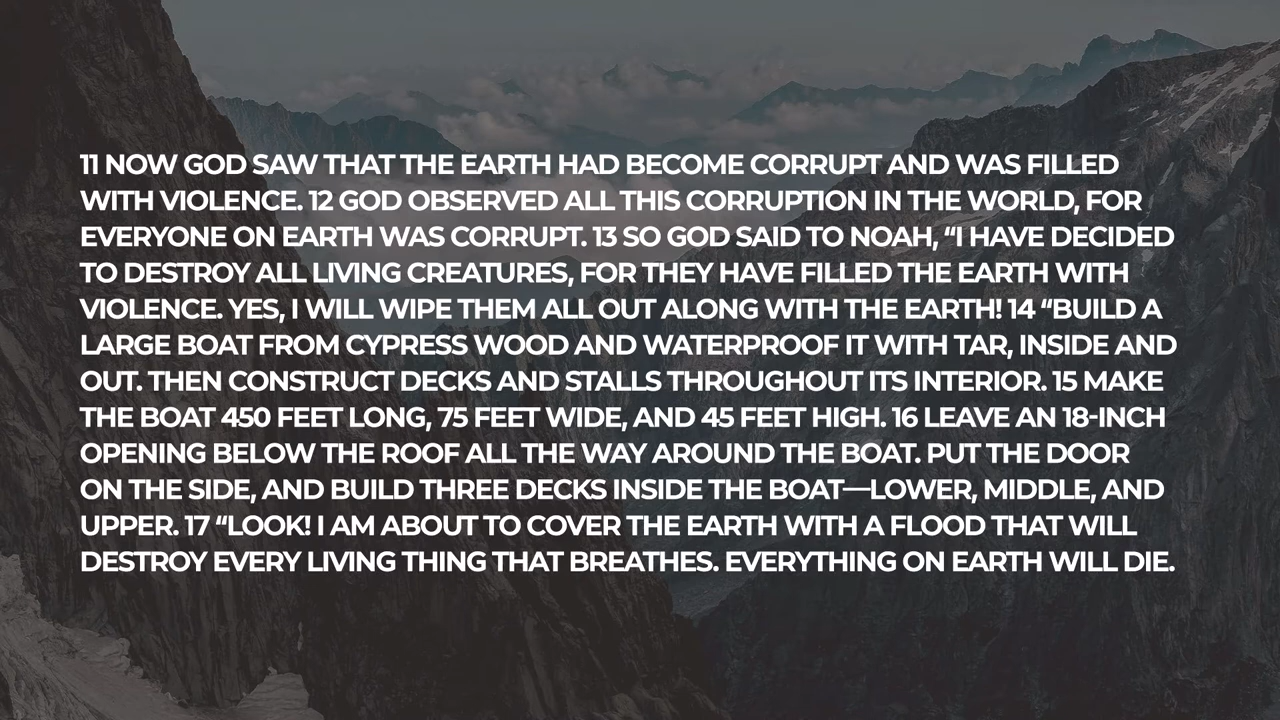 11 NOW GOD SAW THAT THE EARTH HAD BECOME CORRUPT AND WAS FILLED
WITH VIOLENCE. 12 GOD OBSERVED ALL THIS CORRUPTION IN THE WORLD, FOR
EVERYONE ON EARTH WAS CORRUPT. 13 SO GOD SAID TO NOAH, “I HAVE DECIDED
TO DESTROY ALL LIVING CREATURES, FOR THEY HAVE FILLED THE EARTH WITH
VIOLENCE. YES, I WILL WIPE THEM ALL OUT ALONG WITH THE EARTH! 14 “BUILD A
LARGE BOAT FROM CYPRESS WOOD AND WATERPROOF IT WITH TAR, INSIDE AND
OUT. THEN CONSTRUCT DECKS AND STALLS THROUGHOUT ITS INTERIOR. 15 MAKE
THE BOAT 450 FEET LONG, 75 FEET WIDE, AND 45 FEET HIGH. 16 LEAVE AN 18-INCH
OPENING BELOW THE ROOF ALL THE WAY AROUND THE BOAT. PUT THE DOOR
ON THE SIDE, AND BUILD THREE DECKS INSIDE THE BOAT—LOWER, MIDDLE, AND
UPPER. 17 “LOOK! I AM ABOUT TO COVER THE EARTH WITH A FLOOD THAT WILL
DESTROY EVERY LIVING THING THAT BREATHES. EVERYTHING ON EARTH WILL DIE.